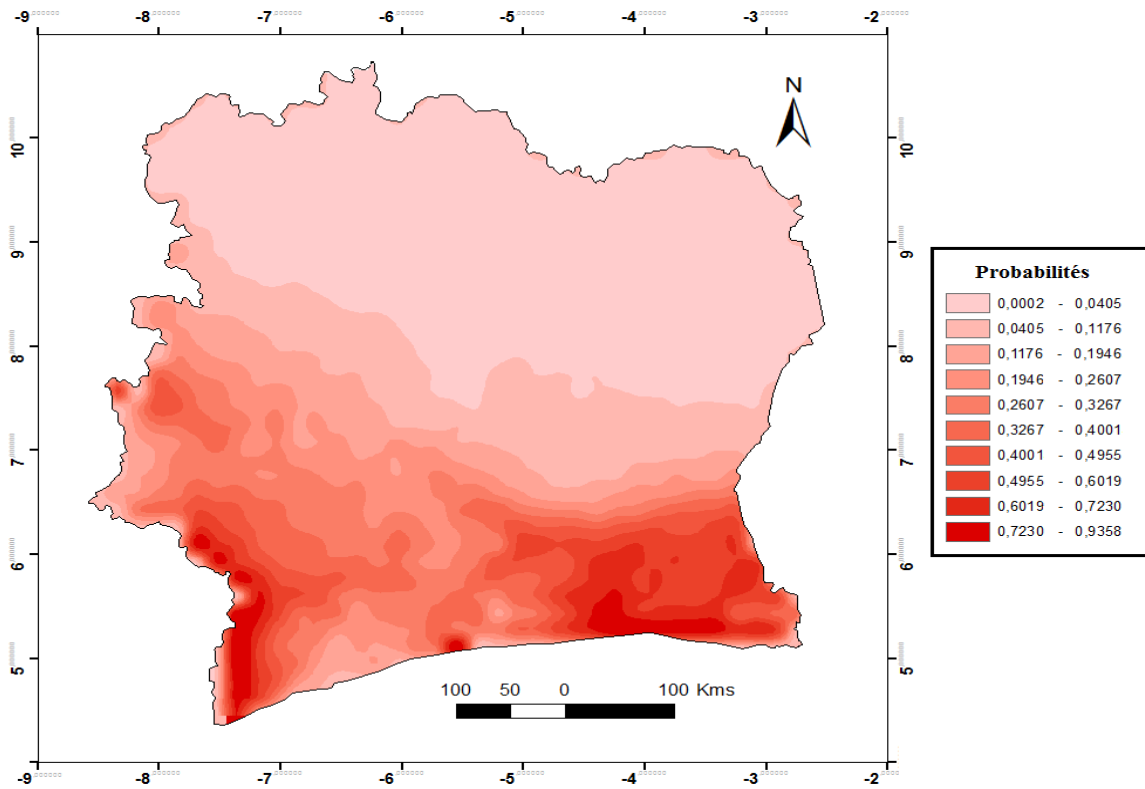 -9 -8 -7 -6 -5 -4 -3 -2
N
10 10
9 9
8 8
7 7
6 6
5 5
Probabilités
0,0002 - 0,0405
0,0405 - 0,1176
0,1176 - 0,1946
0,1946 - 0,2607
0,2607 - 0,3267
0,3267 - 0,4001
0,4001 - 0,4955
0,4955 - 0,6019
0,6019 - 0,7230
0,7230 - 0,9358
100 50 0 100 Kms
-9 -8 -7 -6 -5 -4 -3 -2